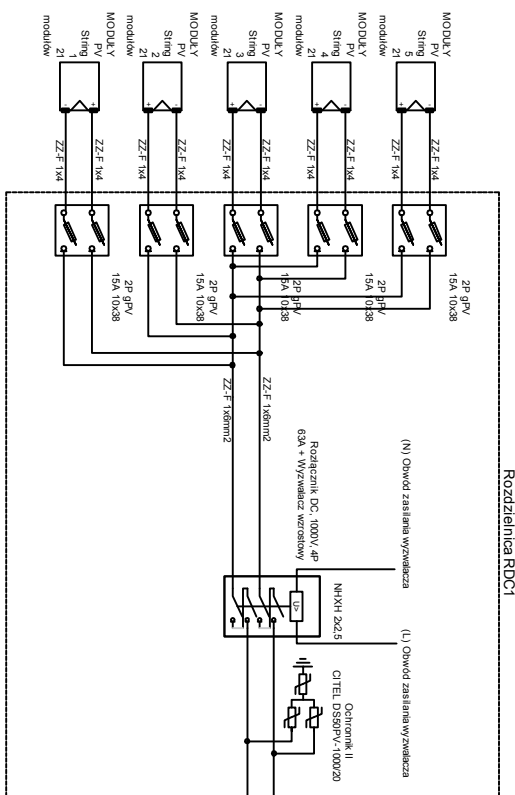 Rozdzielnica RDC1
MODUŁY
PV
String
5
21
modułów
ZZ-F 1x4
ZZ-F 1x4
2P gPV
15A 10x38
MODUŁY
PV
String
4
21
modułów
ZZ-F 1x4
ZZ-F 1x4
2P gPV
15A 10x38
MODUŁY
PV
String
3
21
modułów
ZZ-F 1x4
ZZ-F 1x4
2P gPV
15A 10x38
MODUŁY
PV
String
2
21
modułów
ZZ-F 1x4
ZZ-F 1x4
2P gPV
15A 10x38
MODUŁY
PV
String
1
21
modułów
ZZ-F 1x4
ZZ-F 1x4
2P gPV
15A 10x38
ZZ-F 1x6mm2
ZZ-F 1x6mm2
(N) Obwód zasilania wyzwalacza
(L) Obwód zasilania wyzwalacza
Rozłącznik DC, 1000V, 4P
63A + Wyzwalacz wzrostowy
NHXH 2x2,5
U>
Ochronnik II
CITEL DS50PV-1000/20